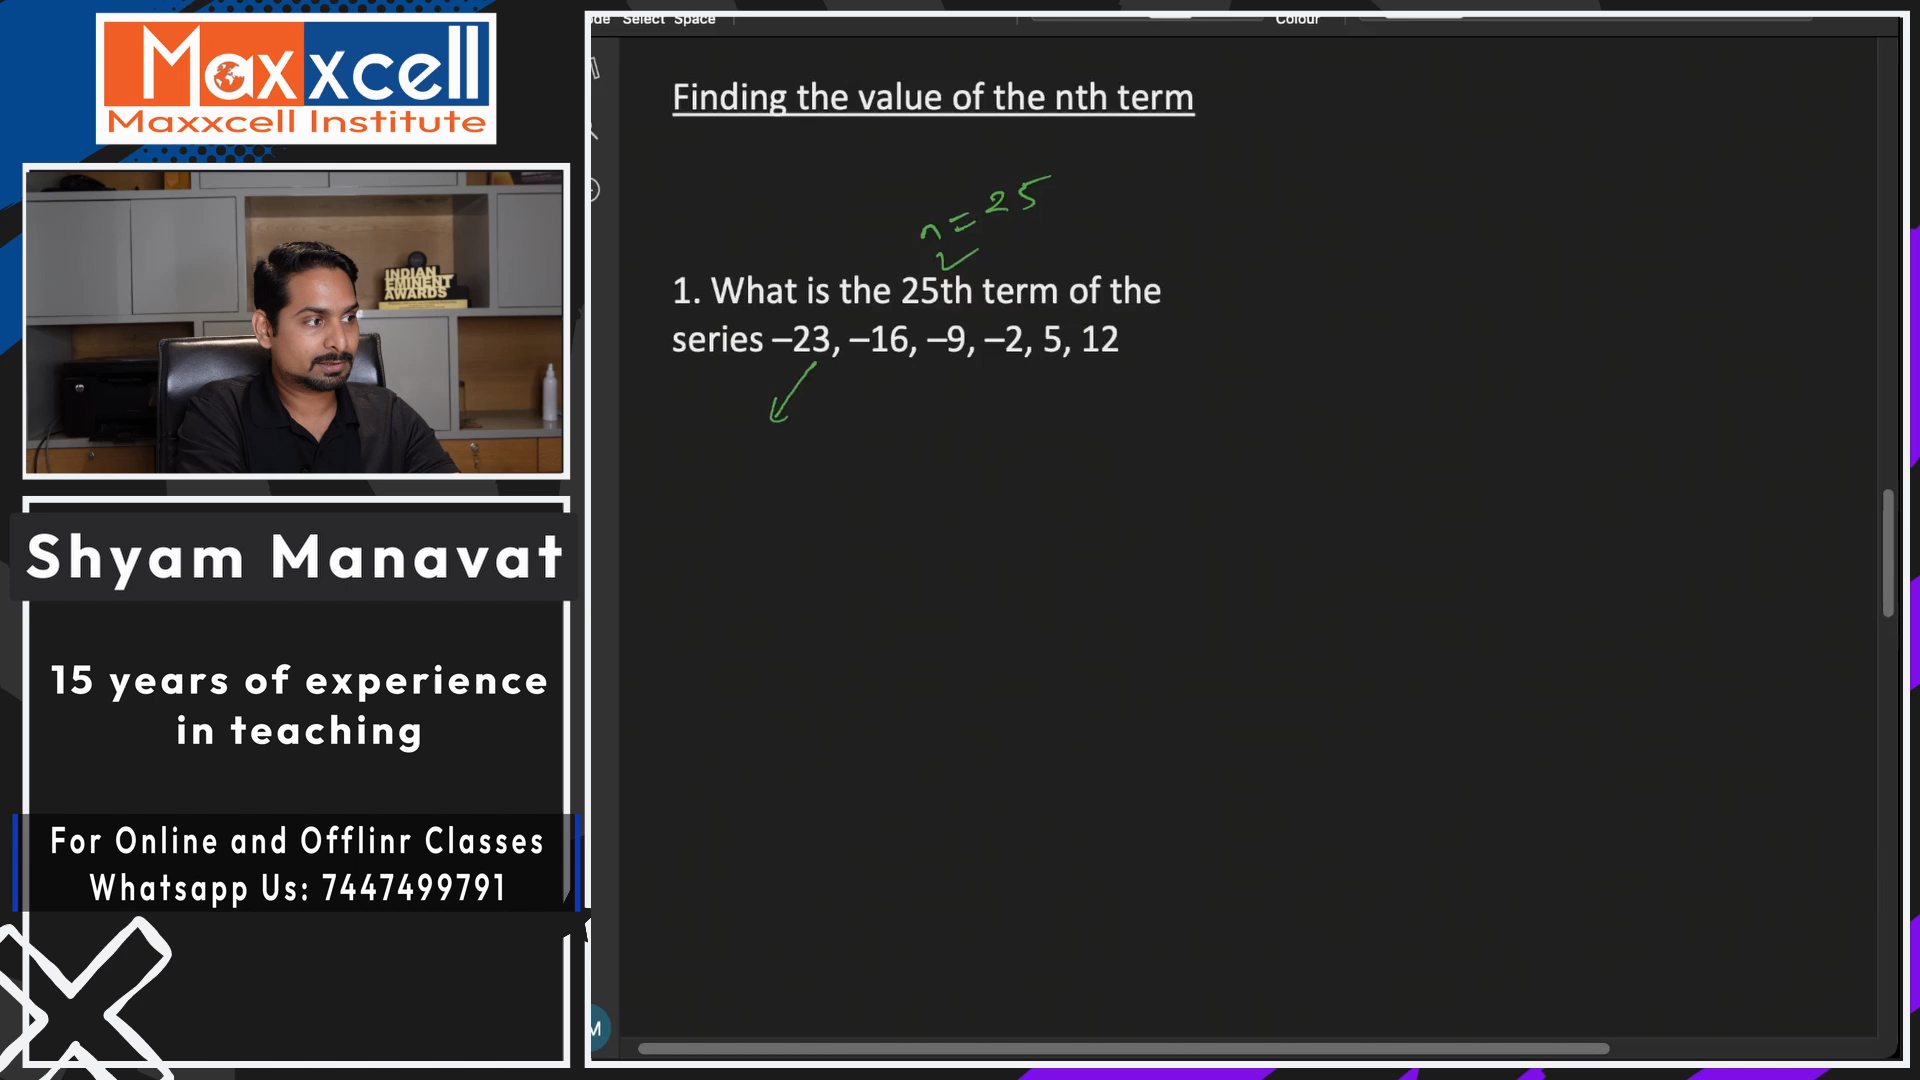 Maxxcell
Maxxcell Institute
INDIAN
EMINENT
AWARDS
Shyam Manavat
15 years of experience
in teaching
For Online and Offlinr Classes
Whatsapp Us: 7447499791
Select Space
Colour
Finding the value of the nth term
n = 25
1. What is the 25th term of the
series –23, –16, –9, –2, 5, 12
M